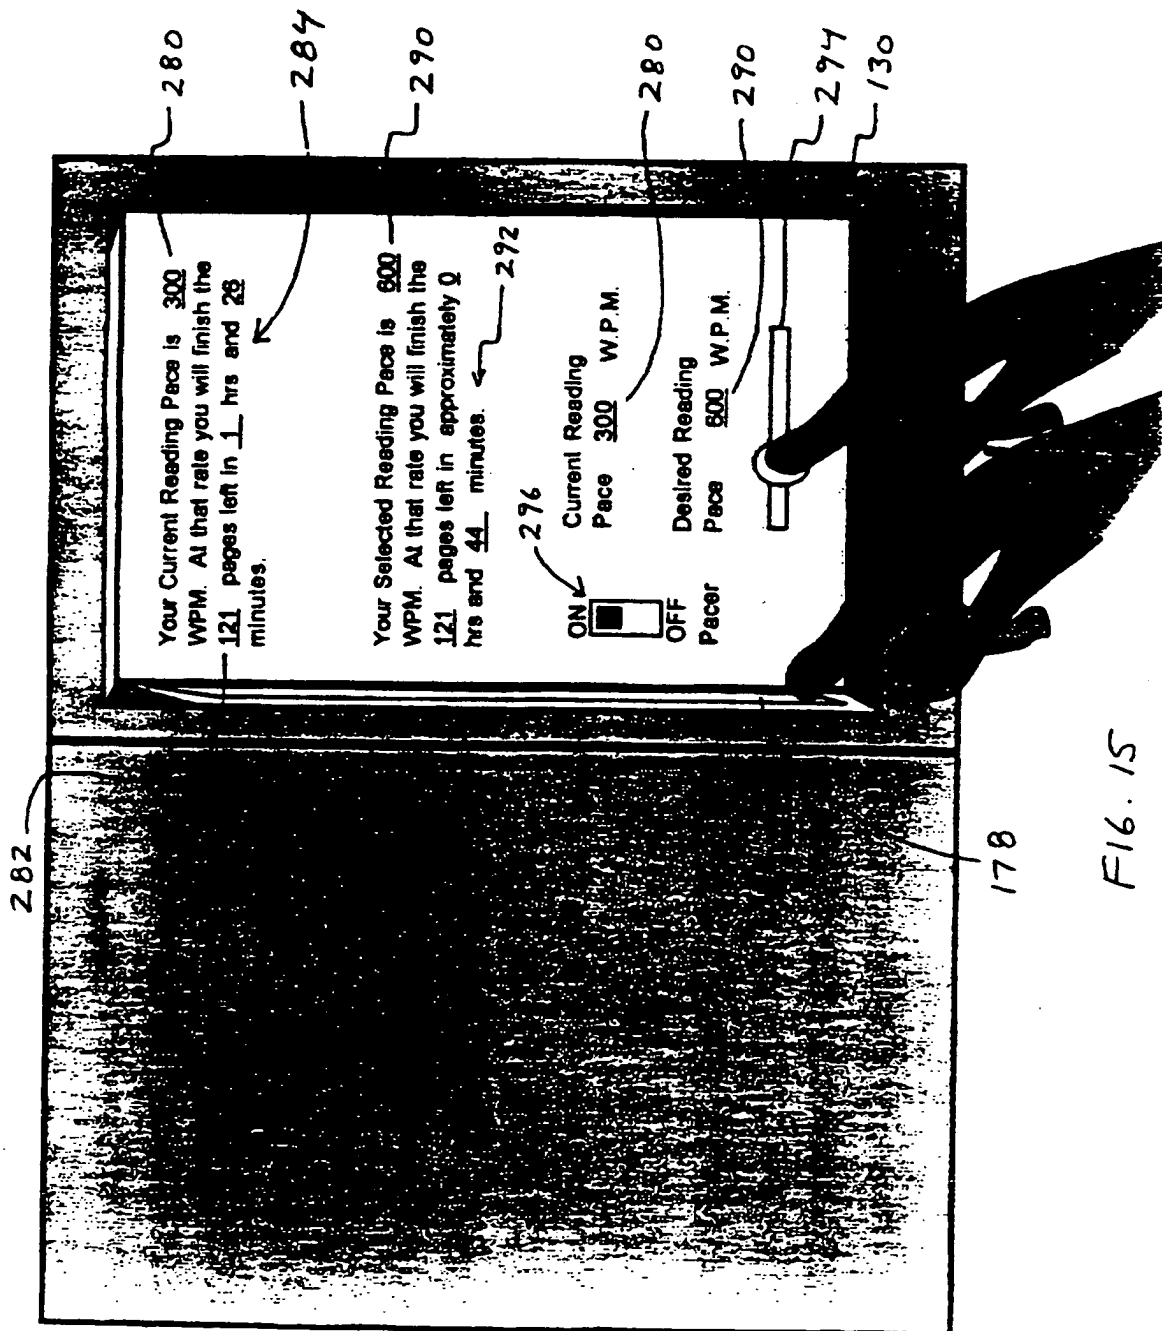 Your Current Reading Pace is 300
WPM. At that rate you will finish the
121 pages left in 1 hrs and 26
minutes.
Your Selected Reading Pace is 600
WPM. At that rate you will finish the
121 pages left in approximately 0
hrs and 44 minutes.
ON
OFF
Pacer
Current Reading
Pace 300 W.P.M.
Desired Reading
Pace 600 W.P.M.
280
284
290
292
296
280
290
294
130
282
178
FIG. 15